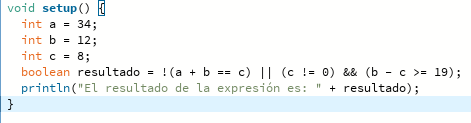 void setup() {
  int a = 34;
  int b = 12;
  int c = 8;
  boolean resultado = !(a + b == c) || (c != 0) && (b - c >= 19);
  println("El resultado de la expresión es: " + resultado);
}